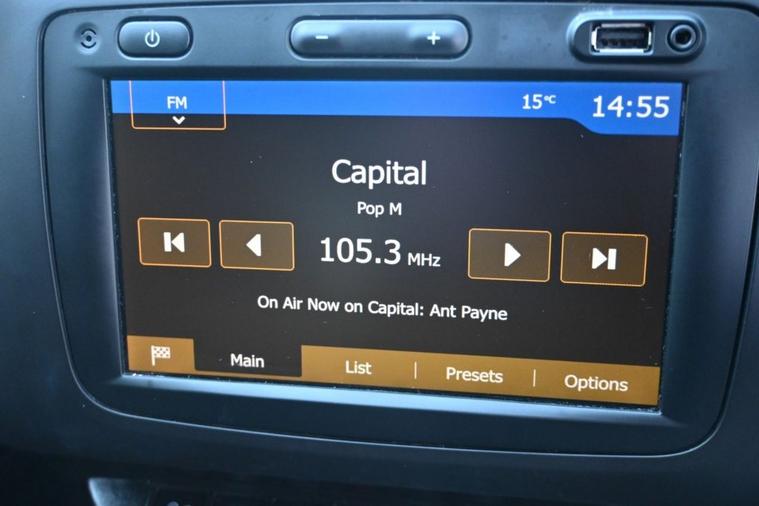 FM
15°C
14:55
Capital
Pop M
105.3 MHz
On Air Now on Capital: Ant Payne
Main
List
Presets
Options